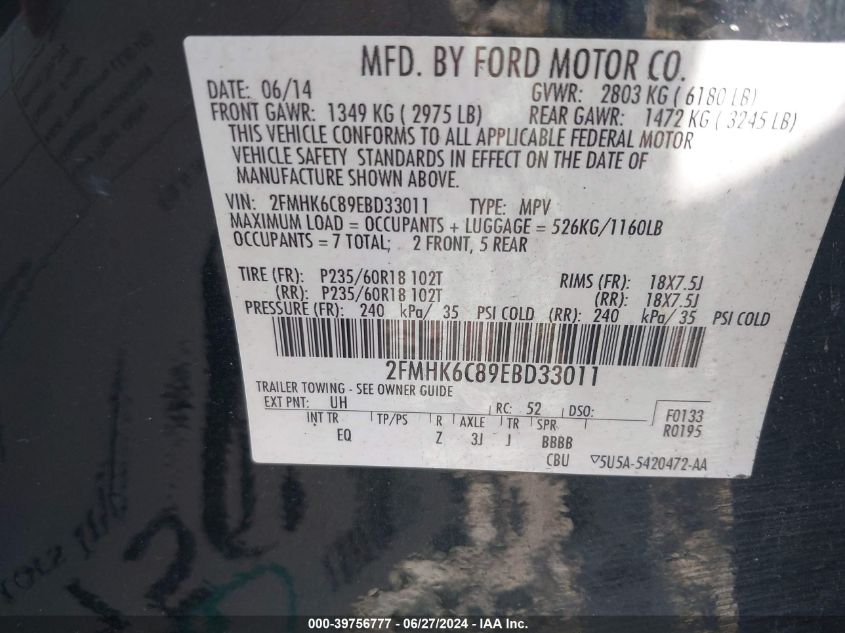 MFD. BY FORD MOTOR CO.
DATE: 06/14 GVWR: 2803 KG ( 6180 LB)
FRONT GAWR: 1349 KG ( 2975 LB) REAR GAWR: 1472 KG ( 3245 LB)
THIS VEHICLE CONFORMS TO ALL APPLICABLE FEDERAL MOTOR
VEHICLE SAFETY STANDARDS IN EFFECT ON THE DATE OF
MANUFACTURE SHOWN ABOVE.
VIN: 2FMHK6C89EBD33011 TYPE: MPV
MAXIMUM LOAD = OCCUPANTS + LUGGAGE = 526KG/1160LB
OCCUPANTS = 7 TOTAL; 2 FRONT, 5 REAR
TIRE (FR): P235/60R18 102T RIMS (FR): 18X7.5J
(RR): P235/60R18 102T (RR): 18X7.5J
PRESSURE (FR): 240 kPa/ 35 PSI COLD (RR): 240 kPa/ 35 PSI COLD
2FMHK6C89EBD33011
TRAILER TOWING - SEE OWNER GUIDE
EXT PNT: UH RC: 52 DSO: F0133
INT TR TP/PS R AXLE TR SPR R0195
EQ Z 3J J BBBB
CBU ▽5U5A-5420472-AA
000-39756777 - 06/27/2024 - IAA Inc.